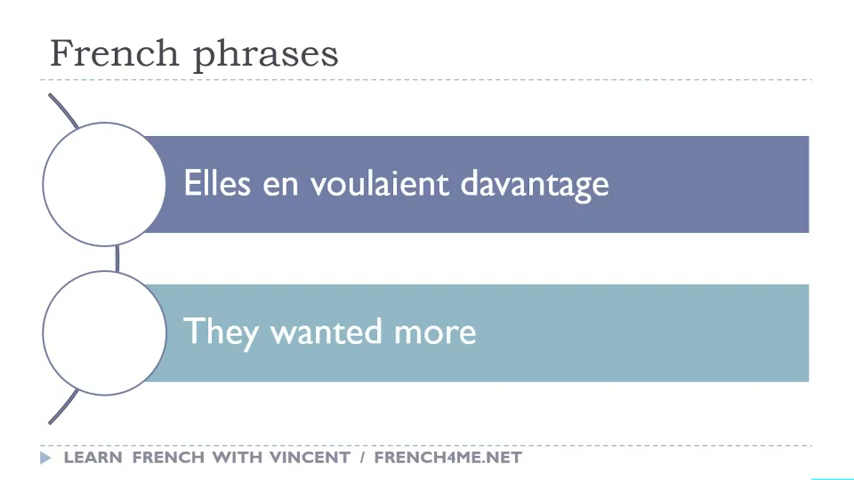 French phrases
Elles en voulaient davantage
They wanted more
LEARN FRENCH WITH VINCENT / FRENCH4ME.NET